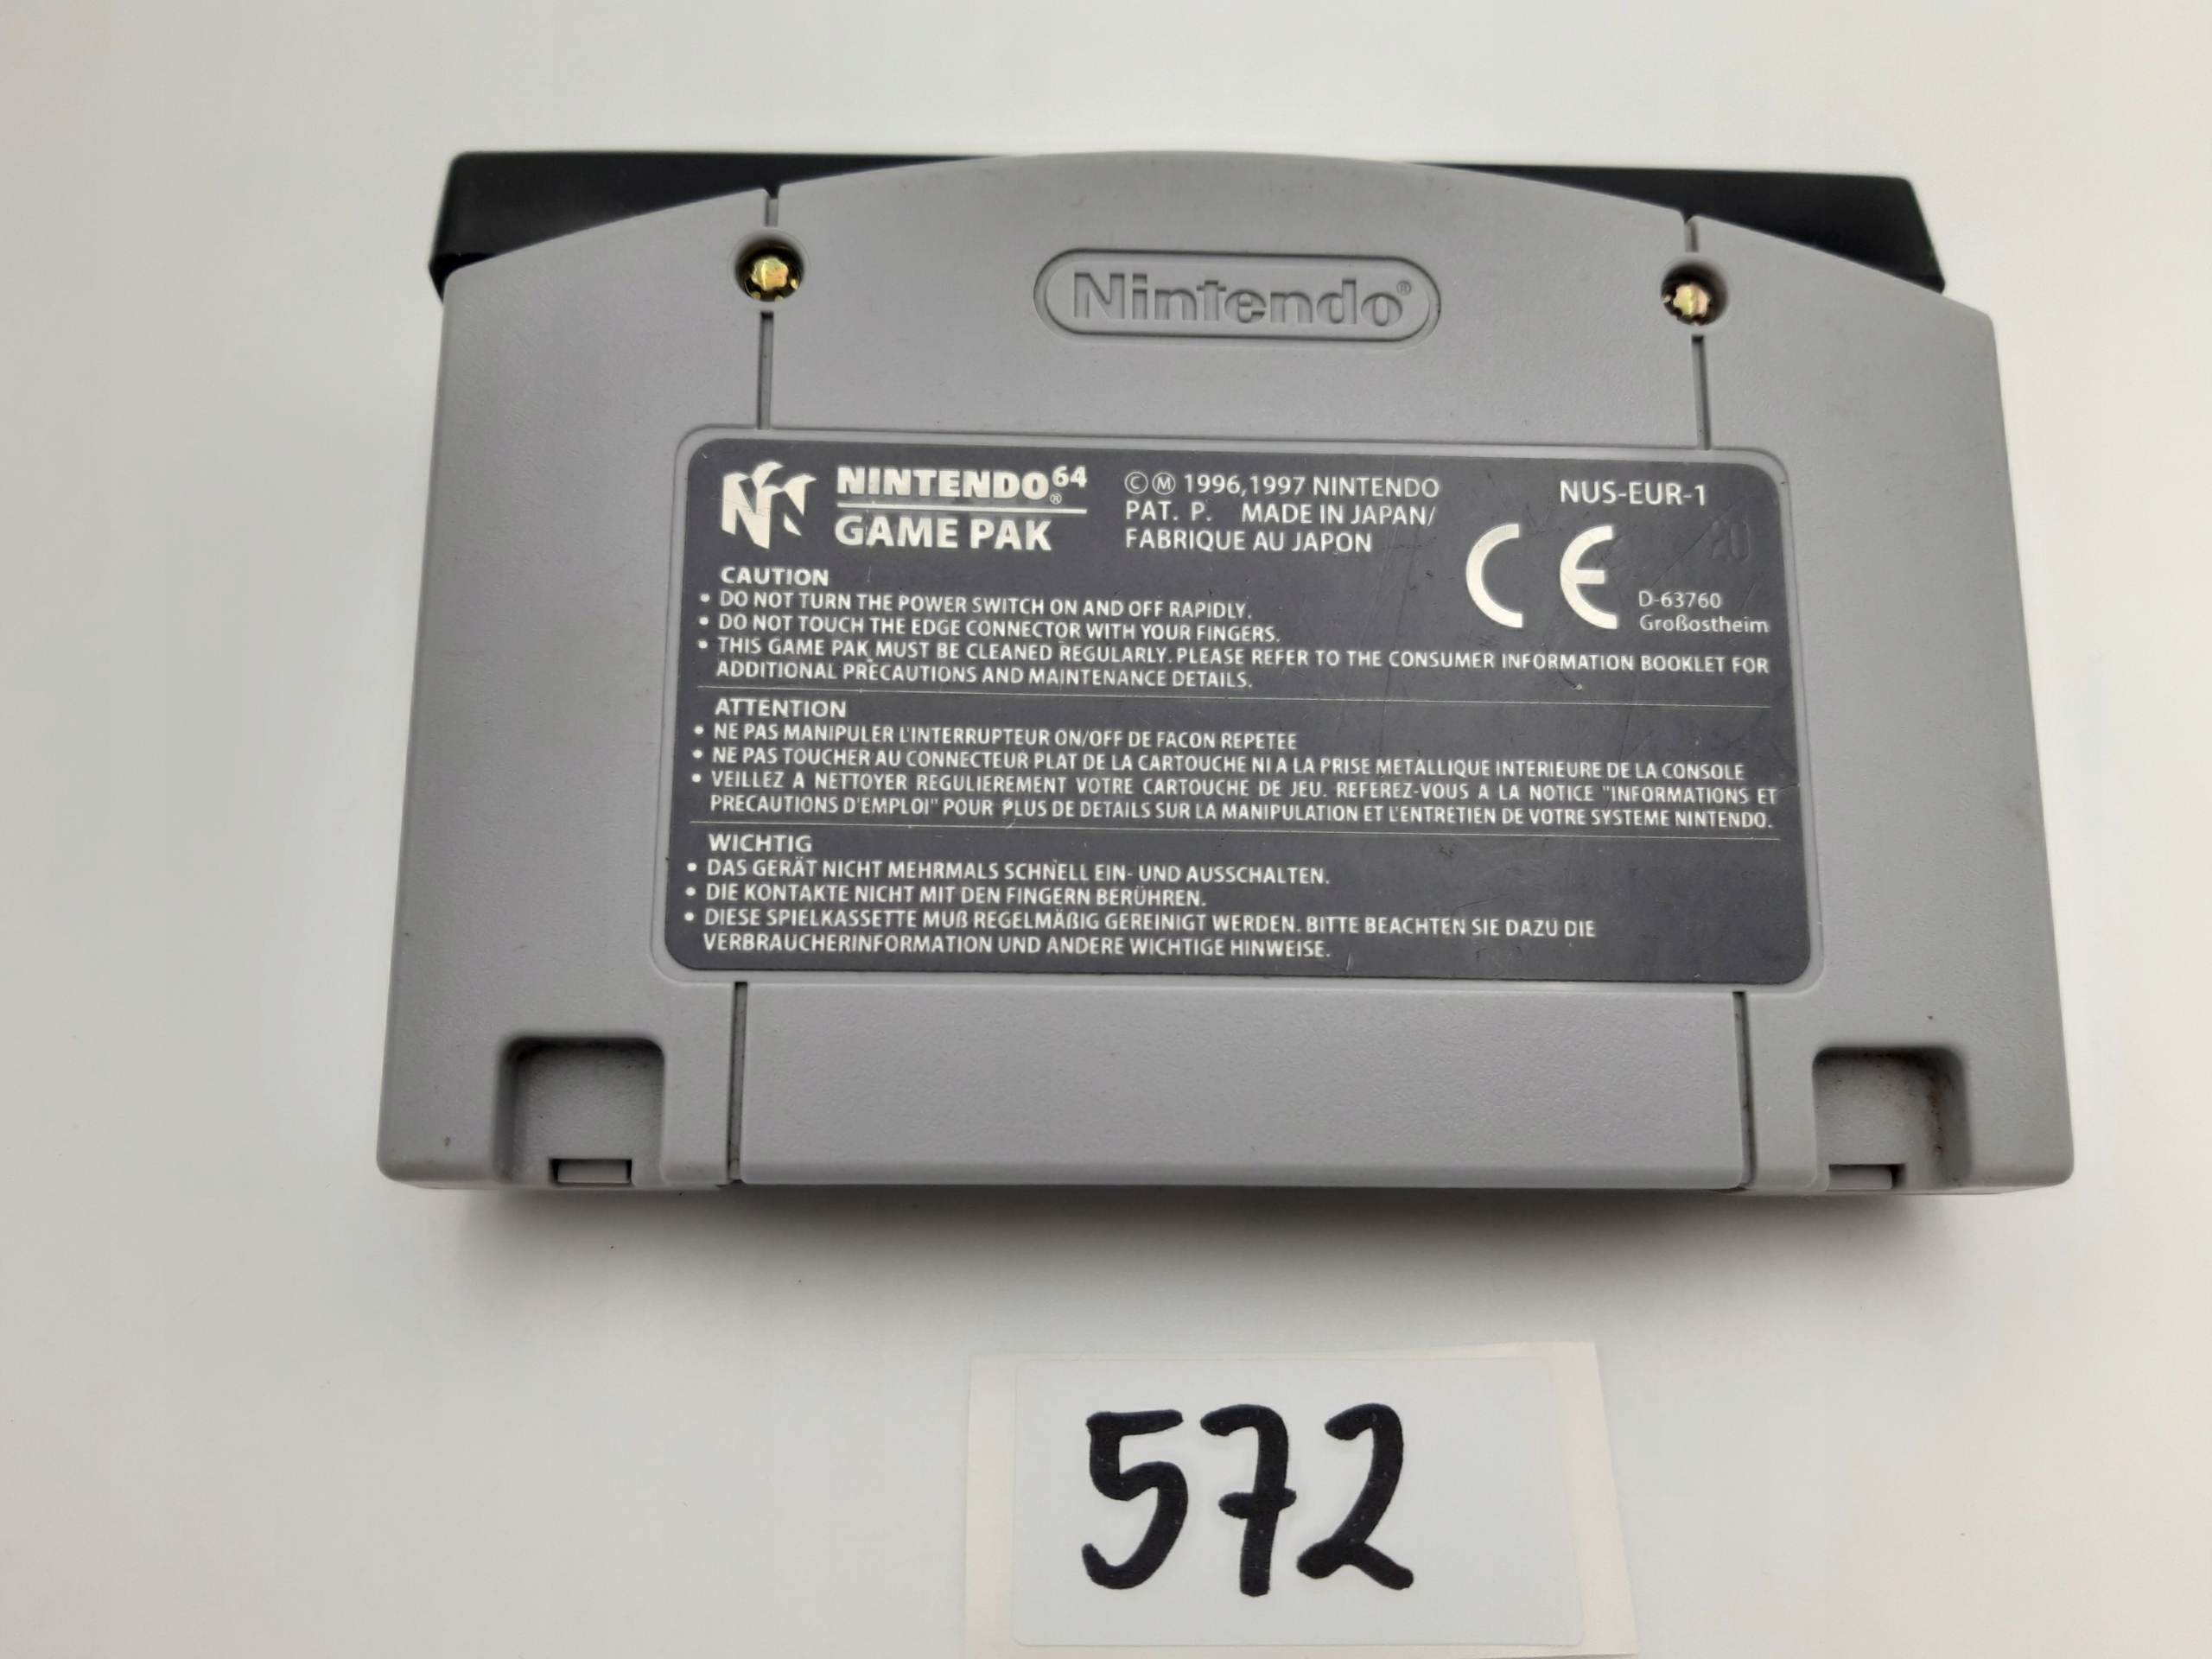 Nintendo®
NINTENDO 64®
GAME PAK
©Ⓜ 1996,1997 NINTENDO
PAT. P. MADE IN JAPAN/
FABRIQUE AU JAPON
NUS-EUR-1
20
CE
D-63760
Großostheim
CAUTION
• DO NOT TURN THE POWER SWITCH ON AND OFF RAPIDLY.
• DO NOT TOUCH THE EDGE CONNECTOR WITH YOUR FINGERS.
• THIS GAME PAK MUST BE CLEANED REGULARLY. PLEASE REFER TO THE CONSUMER INFORMATION BOOKLET FOR
ADDITIONAL PRECAUTIONS AND MAINTENANCE DETAILS.
ATTENTION
• NE PAS MANIPULER L'INTERRUPTEUR ON/OFF DE FACON REPETEE
• NE PAS TOUCHER AU CONNECTEUR PLAT DE LA CARTOUCHE NI A LA PRISE METALLIQUE INTERIEURE DE LA CONSOLE
• VEILLEZ A NETTOYER REGULIEREMENT VOTRE CARTOUCHE DE JEU. REFEREZ-VOUS A LA NOTICE "INFORMATIONS ET
PRECAUTIONS D'EMPLOI" POUR PLUS DE DETAILS SUR LA MANIPULATION ET L'ENTRETIEN DE VOTRE SYSTEME NINTENDO.
WICHTIG
• DAS GERÄT NICHT MEHRMALS SCHNELL EIN- UND AUSSCHALTEN.
• DIE KONTAKTE NICHT MIT DEN FINGERN BERÜHREN.
• DIESE SPIELKASSETTE MUß REGELMÄßIG GEREINIGT WERDEN. BITTE BEACHTEN SIE DAZU DIE
VERBRAUCHERINFORMATION UND ANDERE WICHTIGE HINWEISE.
572